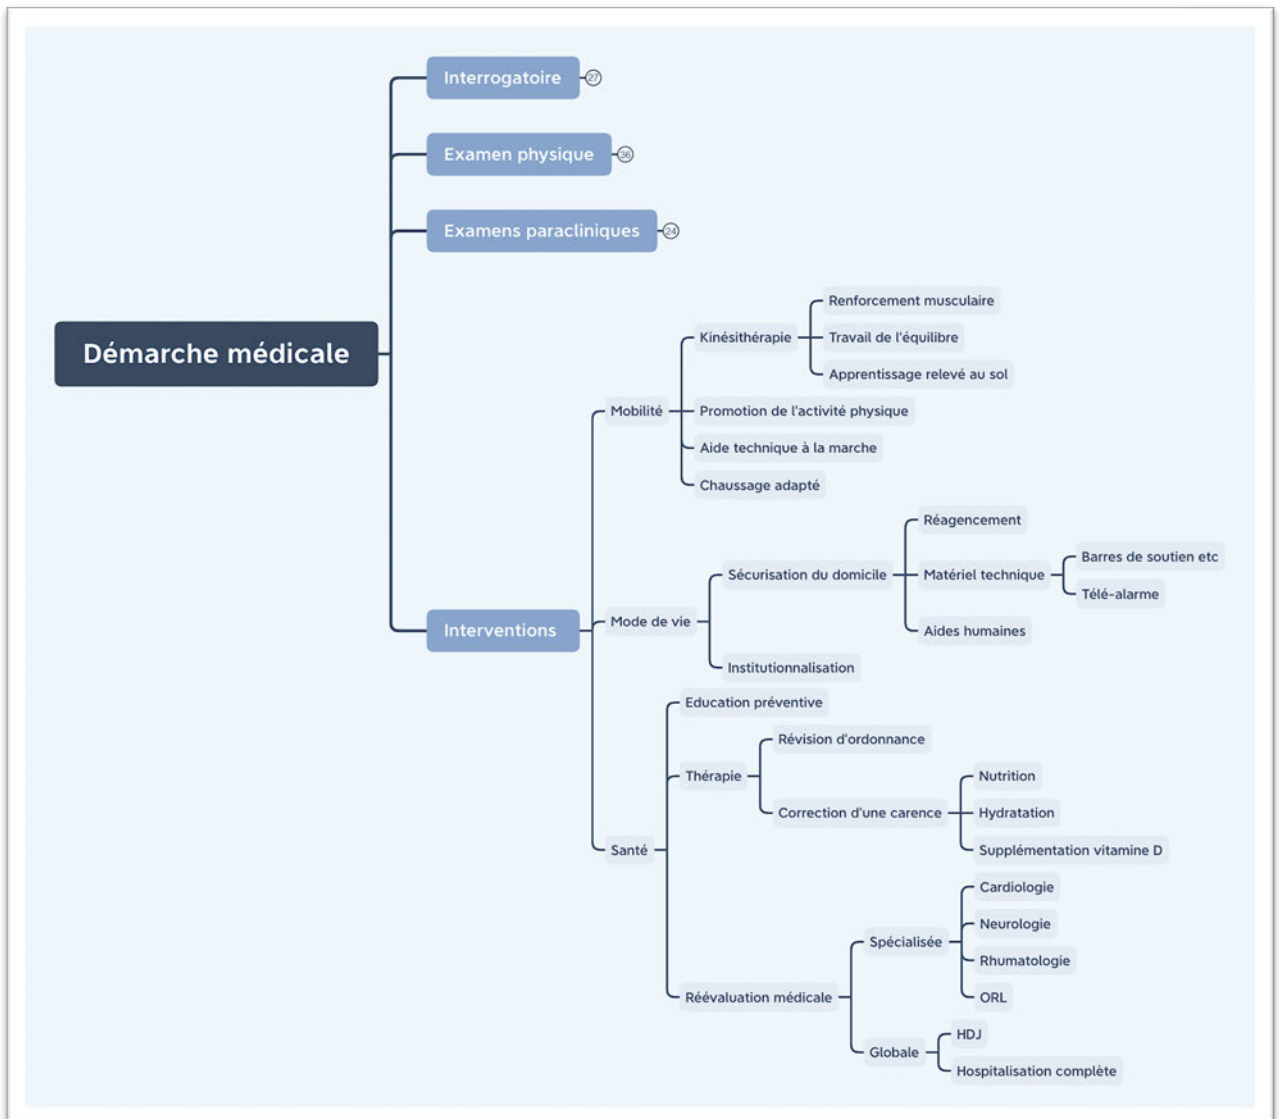 Interrogatoire
27
Examen physique
36
Examens paracliniques
24
Démarche médicale
Interventions
Mobilité
Kinésithérapie
Renforcement musculaire
Travail de l'équilibre
Apprentissage relevé au sol
Promotion de l'activité physique
Aide technique à la marche
Chaussage adapté
Mode de vie
Sécurisation du domicile
Réagencement
Matériel technique
Barres de soutien etc
Télé-alarme
Aides humaines
Institutionnalisation
Santé
Education préventive
Thérapie
Révision d'ordonnance
Correction d'une carence
Nutrition
Hydratation
Supplémentation vitamine D
Réévaluation médicale
Spécialisée
Cardiologie
Neurologie
Rhumatologie
ORL
Globale
HDJ
Hospitalisation complète